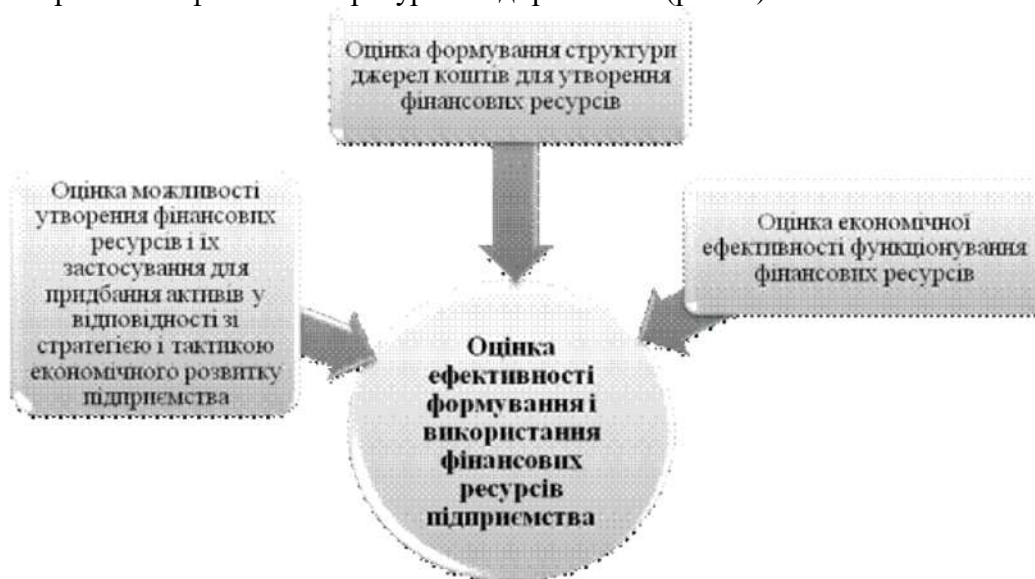 Оцінка формування структури
джерел коштів для утворення
фінансових ресурсів
Оцінка можливості
утворення фінансових
ресурсів і їх
застосування для
придбання активів у
відповідності зі
стратегією і тактикою
економічного розвитку
підприємства
Оцінка економічної
ефективності функціонування
фінансових ресурсів
Оцінка
ефективності
формування і
використання
фінансових
ресурсів
підприємства